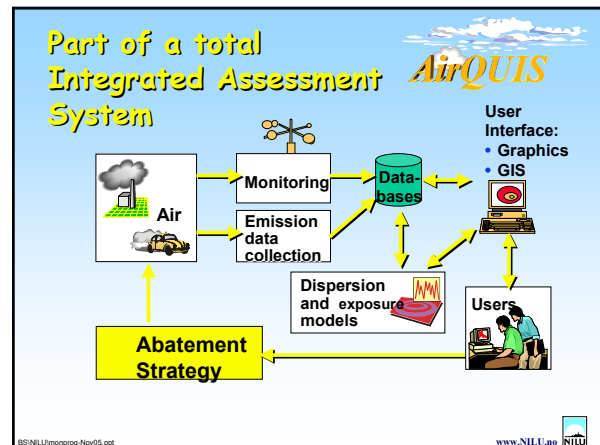 Part of a total
Integrated Assessment
System
AirQUIS
User
Interface:
• Graphics
• GIS
Air
Monitoring
Emission
data
collection
Data-
bases
Dispersion
and exposure
models
Users
Abatement
Strategy
BS\NILU\monprog-Nov05.ppt
www.NILU.no
NILU